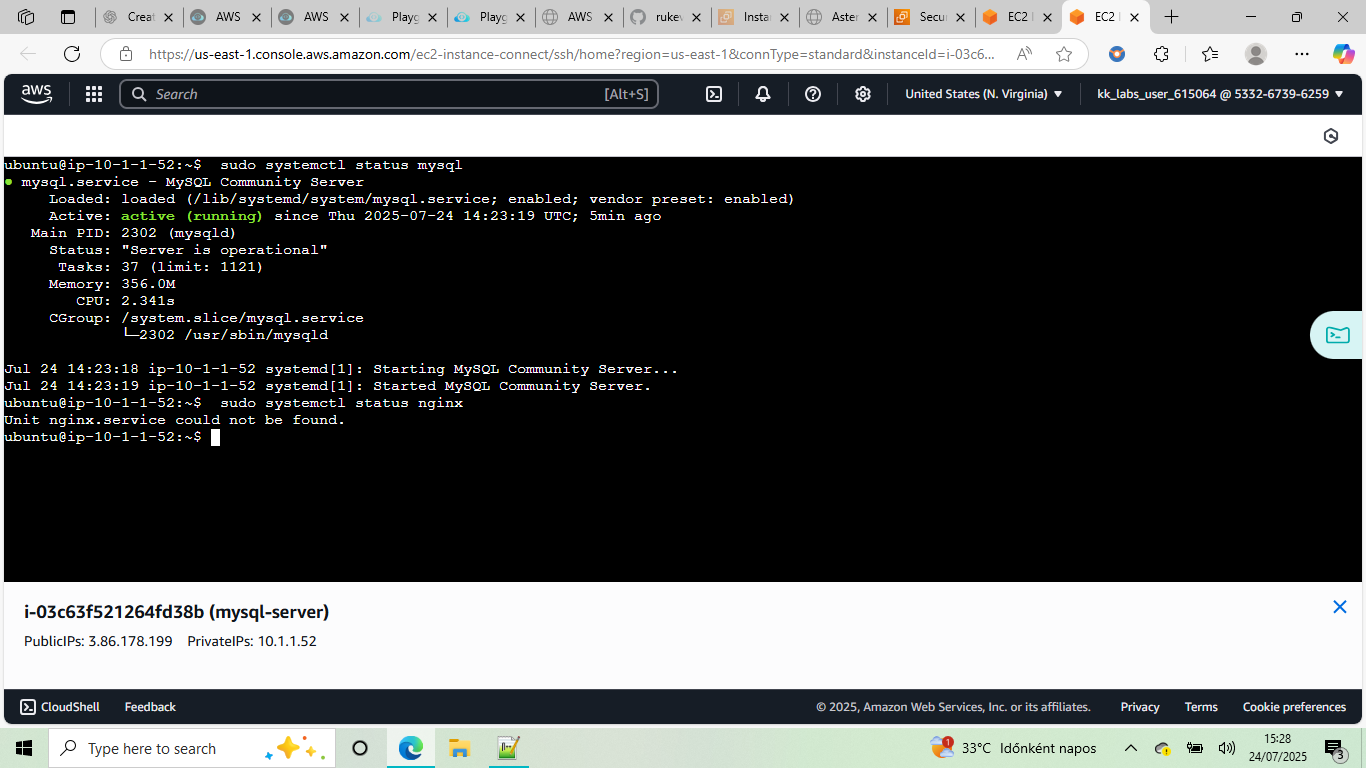 Creat
AWS
AWS
Playg
Playg
AWS
rukev
Instan
Aster
Secur
EC2
EC2
https://us-east-1.console.aws.amazon.com/ec2-instance-connect/ssh/home?region=us-east-1&connType=standard&instanceId=i-03c6...
aws
Search
[Alt+S]
United States (N. Virginia)
kk_labs_user_615064 @ 5332-6739-6259
ubuntu@ip-10-1-1-52:~$ sudo systemctl status mysql
● mysql.service - MySQL Community Server
Loaded: loaded (/lib/systemd/system/mysql.service; enabled; vendor preset: enabled)
Active: active (running) since Thu 2025-07-24 14:23:19 UTC; 5min ago
Main PID: 2302 (mysqld)
Status: "Server is operational"
Tasks: 37 (limit: 1121)
Memory: 356.0M
CPU: 2.341s
CGroup: /system.slice/mysql.service
└─2302 /usr/sbin/mysqld
Jul 24 14:23:18 ip-10-1-1-52 systemd[1]: Starting MySQL Community Server...
Jul 24 14:23:19 ip-10-1-1-52 systemd[1]: Started MySQL Community Server.
ubuntu@ip-10-1-1-52:~$ sudo systemctl status nginx
Unit nginx.service could not be found.
ubuntu@ip-10-1-1-52:~$
i-03c63f521264fd38b (mysql-server)
PublicIPs: 3.86.178.199 PrivateIPs: 10.1.1.52
CloudShell
Feedback
© 2025, Amazon Web Services, Inc. or its affiliates.
Privacy
Terms
Cookie preferences
Type here to search
1
33°C Időnként napos
15:28
24/07/2025
3